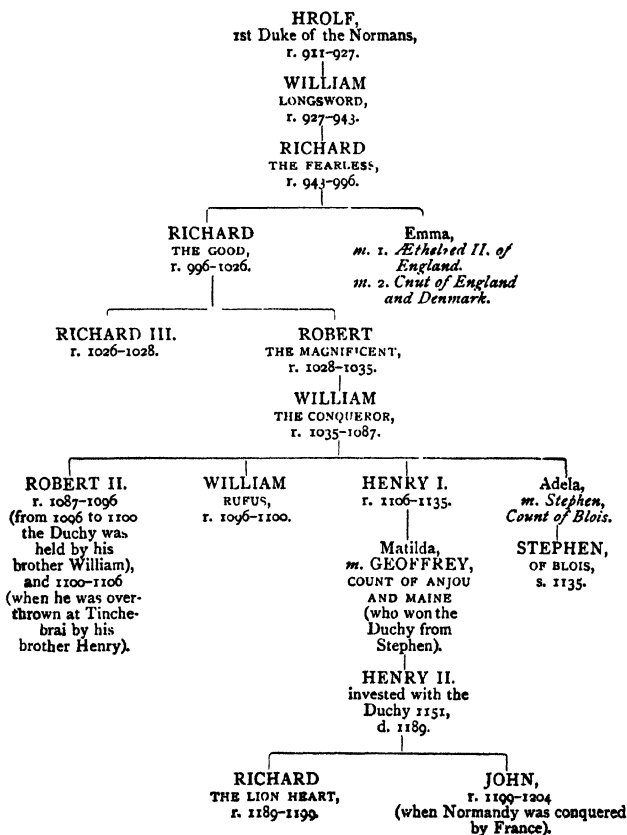 HROLF,
1st Duke of the Normans,
r. 911–927.
WILLIAM
LONGSWORD,
r. 927–943.
RICHARD
THE FEARLESS,
r. 943–996.
RICHARD
THE GOOD,
r. 996–1026.
Emma,
m. 1. Æthelred II. of
England.
m. 2. Cnut of England
and Denmark.
RICHARD III.
r. 1026–1028.
ROBERT
THE MAGNIFICENT,
r. 1028–1035.
WILLIAM
THE CONQUEROR,
r. 1035–1087.
ROBERT II.
r. 1087–1096
(from 1096 to 1100
the Duchy was
held by his
brother William),
and 1100–1106
(when he was over-
thrown at Tinche-
brai by his
brother Henry).
WILLIAM
RUFUS,
r. 1096–1100.
HENRY I.
r. 1106–1135.
Matilda,
m. GEOFFREY,
COUNT OF ANJOU
AND MAINE
(who won the
Duchy from
Stephen).
Adela,
m. Stephen,
Count of Blois.
STEPHEN,
OF BLOIS,
s. 1135.
HENRY II.
invested with the
Duchy 1151,
d. 1189.
RICHARD
THE LION HEART,
r. 1189–1199.
JOHN,
r. 1199–1204
(when Normandy was conquered
by France).